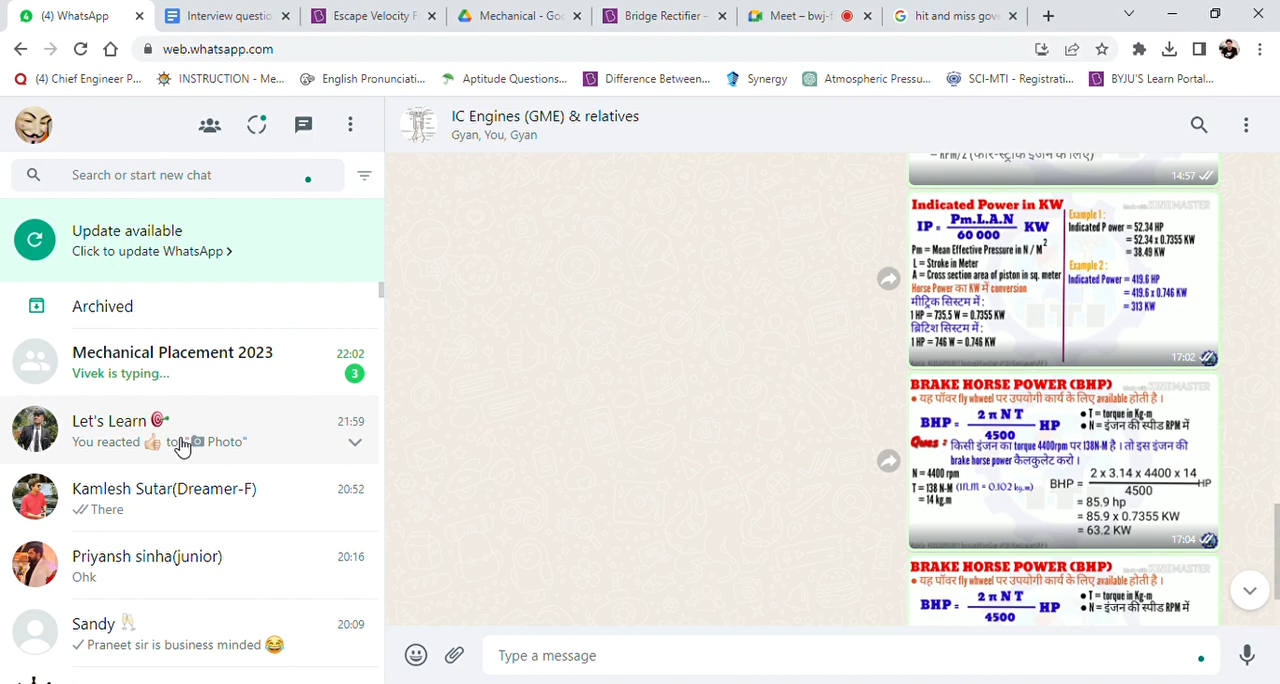 (4) WhatsApp
Interview questio
Escape Velocity F
Mechanical - Goo
Bridge Rectifier –
Meet – bwj-f
hit and miss gove
web.whatsapp.com
(4) Chief Engineer P...
INSTRUCTION - Me...
English Pronunciati...
Aptitude Questions...
Difference Between...
Synergy
Atmospheric Pressu...
SCI-MTI - Registrati...
BYJU'S Learn Portal...
IC Engines (GME) & relatives
Gyan, You, Gyan
Search or start new chat
Update available
Click to update WhatsApp >
Archived
Mechanical Placement 2023
22:02
Vivek is typing...
3
Let's Learn 🎯
21:59
You reacted 👍🏻 to "📷 Photo"
Kamlesh Sutar(Dreamer-F)
20:52
There
Priyansh sinha(junior)
20:16
Ohk
Sandy 🥂
20:09
Praneet sir is business minded 😂
– RPM/2 (फोर-स्ट्रोक इंजन के लिए)
14:57
Indicated Power in KW
KINEMASTER
IP = Pm.L.A.N / 60 000 KW
Pm = Mean Effective Pressure in N / M²
L = Stroke in Meter
A = Cross section area of piston in sq. meter
Horse Power का KW में conversion
मीट्रिक सिस्टम में :
1 HP = 735.5 W = 0.7355 KW
ब्रिटिश सिस्टम में :
1 HP = 746 W = 0.746 KW
Example 1 :
Indicated P ower = 52.34 HP
= 52.34 x 0.7355 KW
= 38.49 KW
Example 2 :
Indicated Power = 419.6 HP
= 419.6 x 0.746 KW
= 313 KW
17:02
BRAKE HORSE POWER (BHP)
KINEMASTER
• यह पॉवर fly wheel पर उपयोगी कार्य के लिए available होती है ।
BHP = 2 π N T / 4500 HP
• T = torque in Kg-m
• N = इंजन की स्पीड RPM में
Ques : किसी इंजन का torque 4400rpm पर 138N-M है । तो इस इंजन की
brake horse power कैलकुलेट करो ।
N = 4400 rpm
T = 138 N-M (1N.M = 0.102 kg.m)
= 14 kg.m
BHP = 2 x 3.14 x 4400 x 14 / 4500 HP
= 85.9 hp
= 85.9 x 0.7355 KW
= 63.2 KW
17:04
BRAKE HORSE POWER (BHP)
KINEMASTER
• यह पॉवर fly wheel पर उपयोगी कार्य के लिए available होती है ।
BHP = 2 π N T / 4500 HP
• T = torque in Kg-m
• N = इंजन की स्पीड RPM में
Type a message